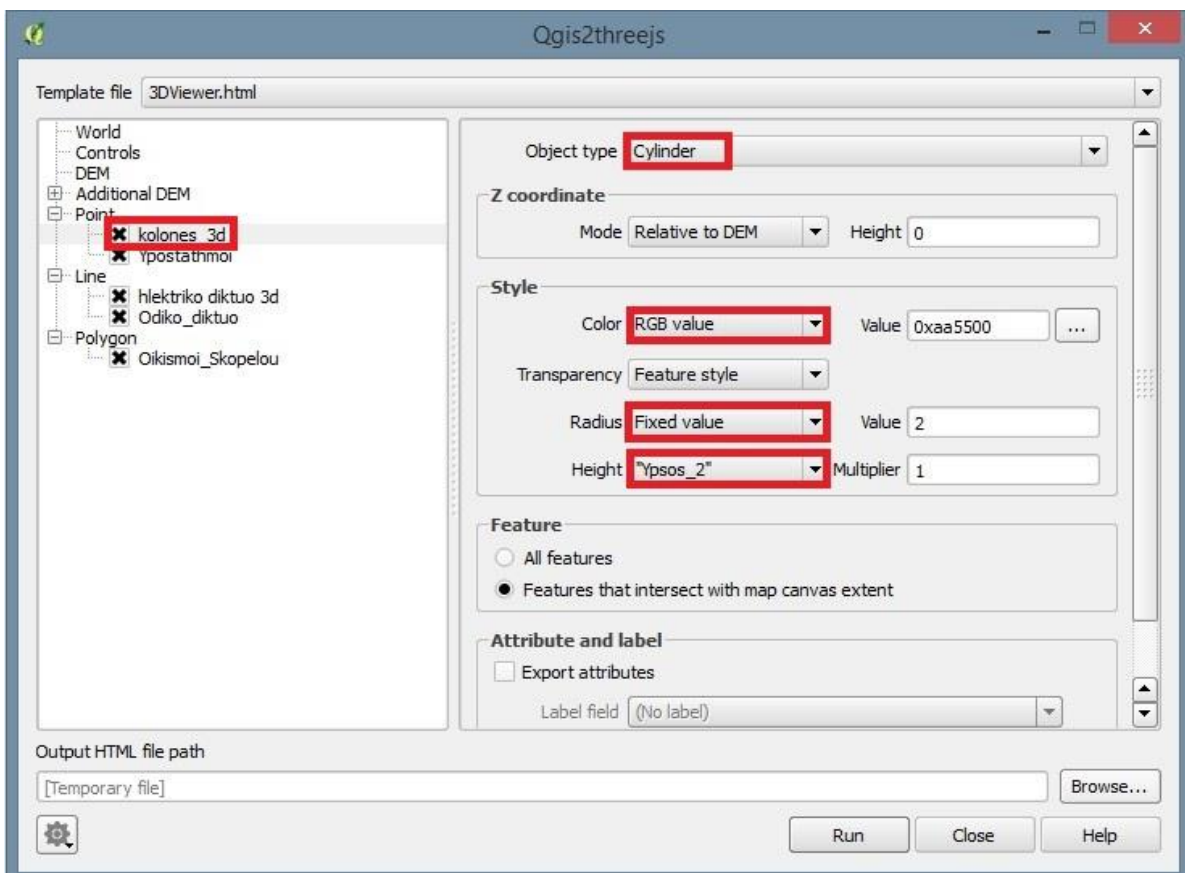 Qgis2threejs
Template file 3DViewer.html
World
Controls
DEM
Additional DEM
Point
kolones_3d
Ypostathmoi
Line
hlektriko diktuo 3d
Odiko_diktuo
Polygon
Oikismoi_Skopelou
Object type Cylinder
Z coordinate
Mode Relative to DEM Height 0
Style
Color RGB value Value 0xaa5500 ...
Transparency Feature style
Radius Fixed value Value 2
Height "Ypsos_2" Multiplier 1
Feature
All features
Features that intersect with map canvas extent
Attribute and label
Export attributes
Label field (No label)
Output HTML file path
[Temporary file] Browse...
Run Close Help